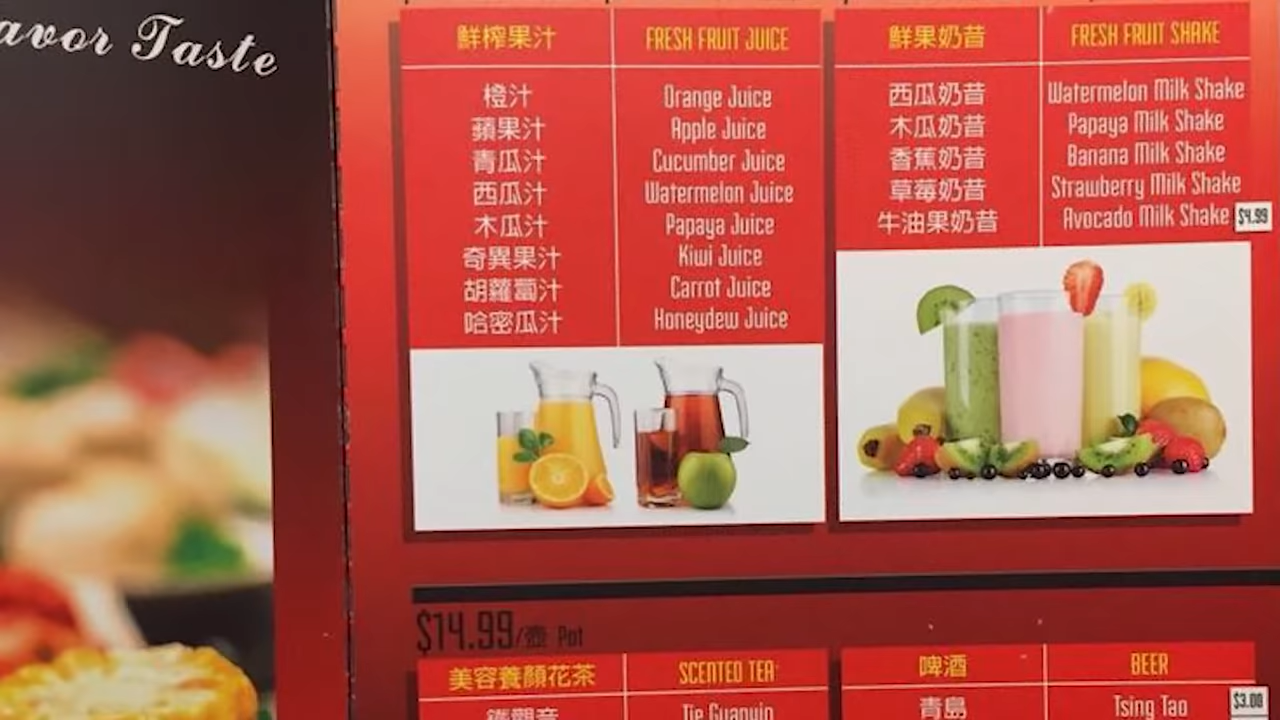 avor Taste
鮮榨果汁 FRESH FRUIT JUICE
橙汁 Orange Juice
蘋果汁 Apple Juice
青瓜汁 Cucumber Juice
西瓜汁 Watermelon Juice
木瓜汁 Papaya Juice
奇異果汁 Kiwi Juice
胡蘿蔔汁 Carrot Juice
哈密瓜汁 Honeydew Juice
鮮果奶昔 FRESH FRUIT SHAKE
西瓜奶昔 Watermelon Milk Shake
木瓜奶昔 Papaya Milk Shake
香蕉奶昔 Banana Milk Shake
草莓奶昔 Strawberry Milk Shake
牛油果奶昔 Avocado Milk Shake $4.99
$14.99/壺 Pot
美容養顏花茶 SCENTED TEA
鐵觀音 Tie Guanyin
啤酒 BEER
青島 Tsing Tao $3.00